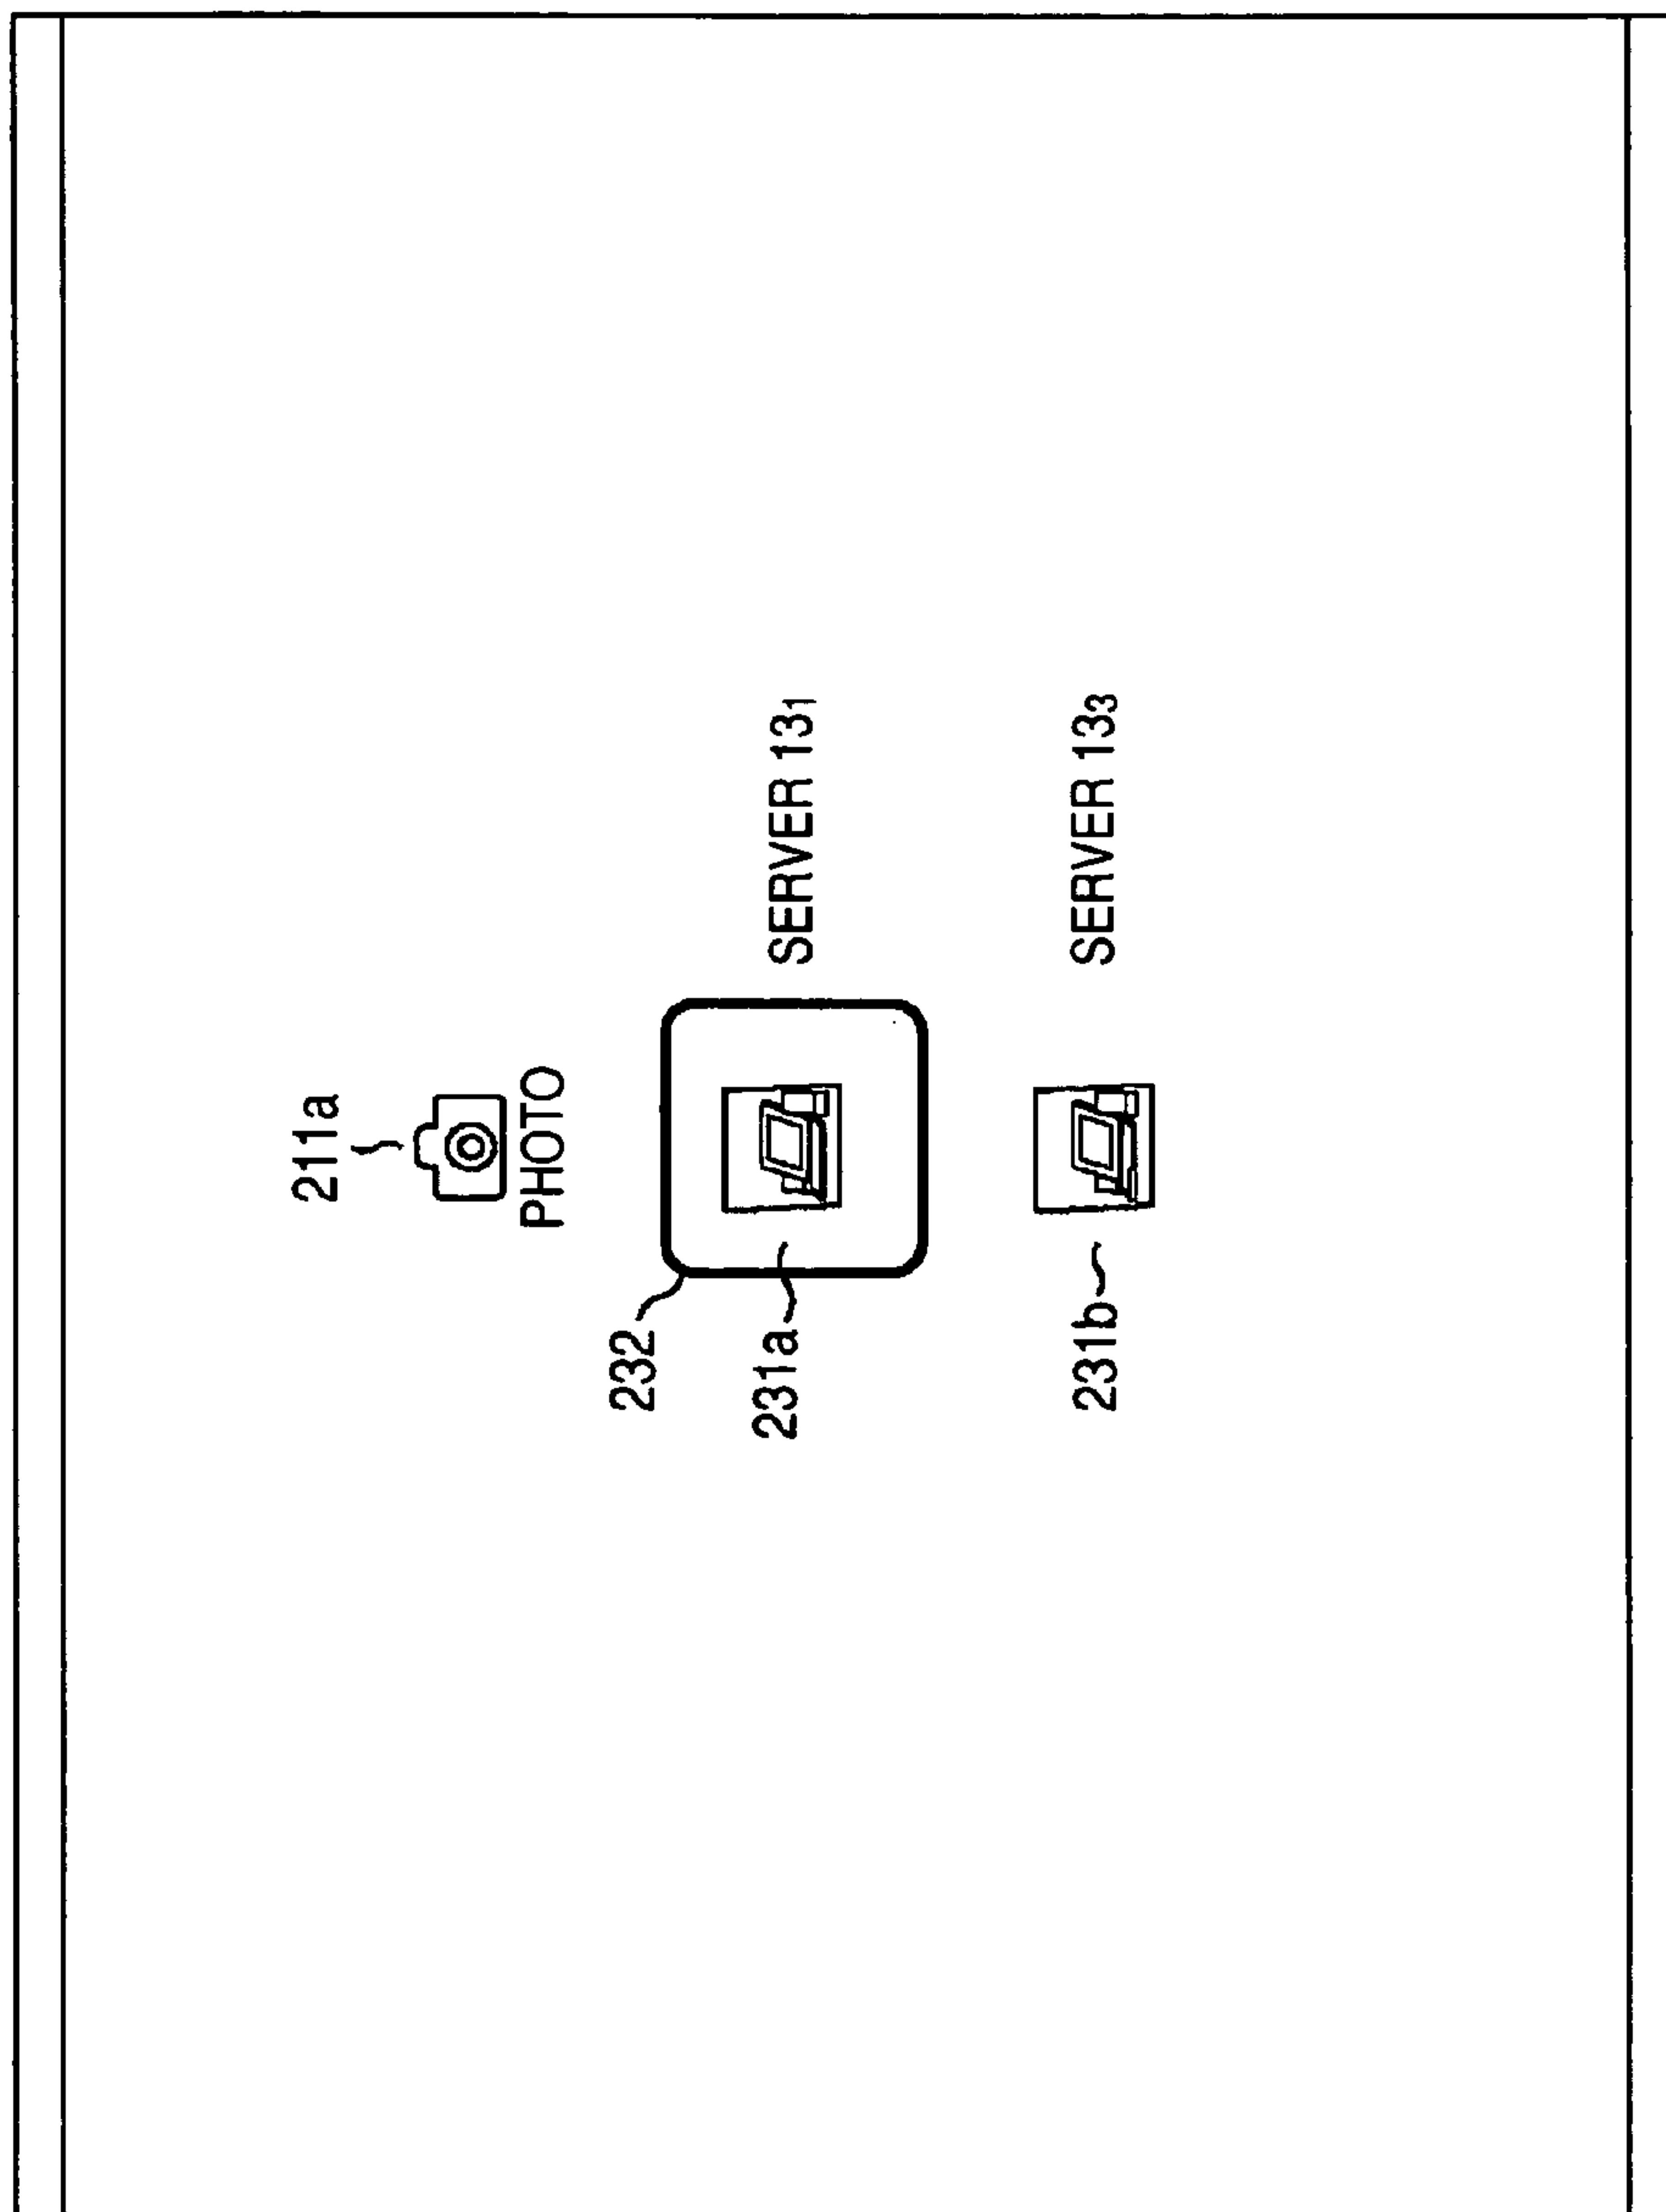 211a
PHOTO
232
231a
SERVER 13₁
231b
SERVER 13₃